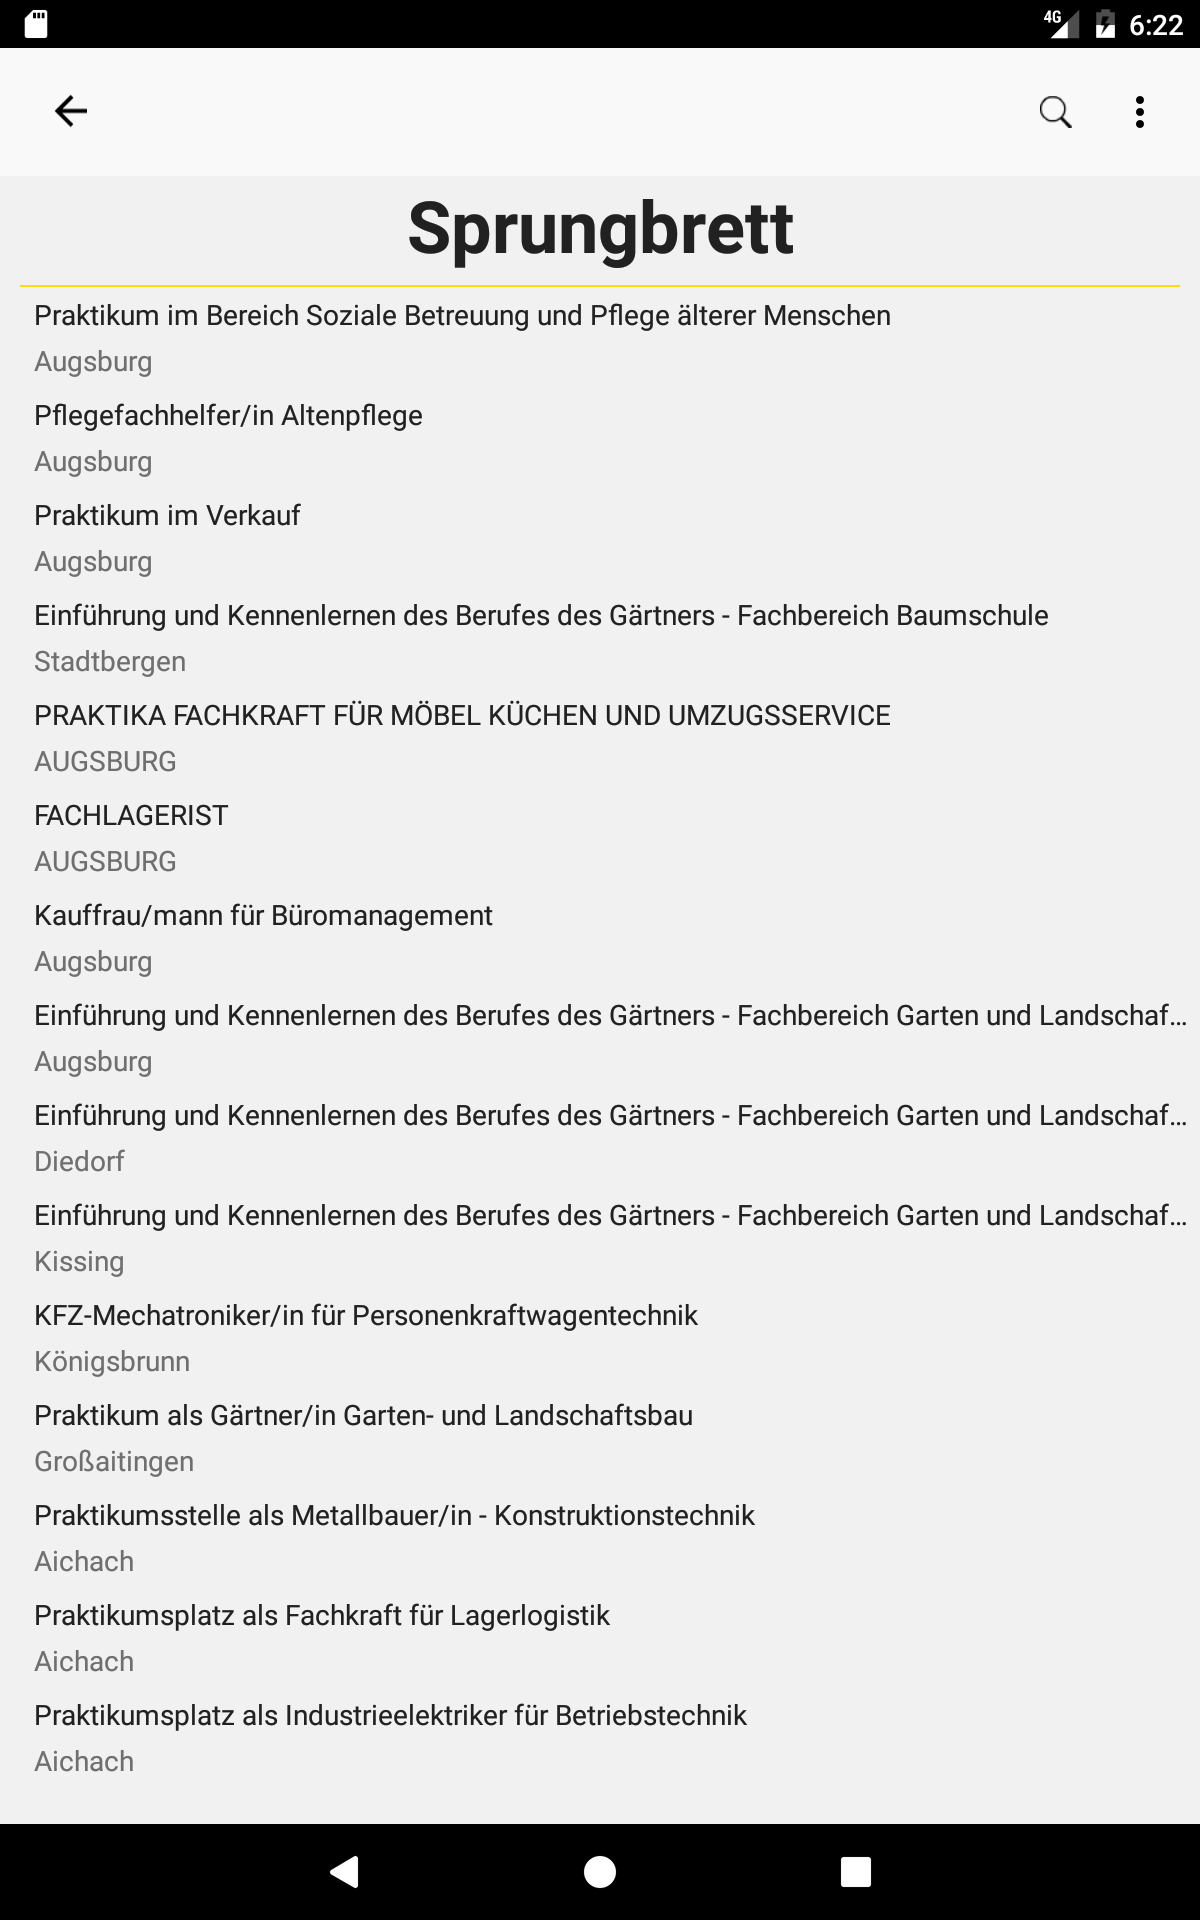 4G 6:22
Sprungbrett
Praktikum im Bereich Soziale Betreuung und Pflege älterer Menschen
Augsburg
Pflegefachhelfer/in Altenpflege
Augsburg
Praktikum im Verkauf
Augsburg
Einführung und Kennenlernen des Berufes des Gärtners - Fachbereich Baumschule
Stadtbergen
PRAKTIKA FACHKRAFT FÜR MÖBEL KÜCHEN UND UMZUGSSERVICE
AUGSBURG
FACHLAGERIST
AUGSBURG
Kauffrau/mann für Büromanagement
Augsburg
Einführung und Kennenlernen des Berufes des Gärtners - Fachbereich Garten und Landschaf...
Augsburg
Einführung und Kennenlernen des Berufes des Gärtners - Fachbereich Garten und Landschaf...
Diedorf
Einführung und Kennenlernen des Berufes des Gärtners - Fachbereich Garten und Landschaf...
Kissing
KFZ-Mechatroniker/in für Personenkraftwagentechnik
Königsbrunn
Praktikum als Gärtner/in Garten- und Landschaftsbau
Großaitingen
Praktikumsstelle als Metallbauer/in - Konstruktionstechnik
Aichach
Praktikumsplatz als Fachkraft für Lagerlogistik
Aichach
Praktikumsplatz als Industrieelektriker für Betriebstechnik
Aichach